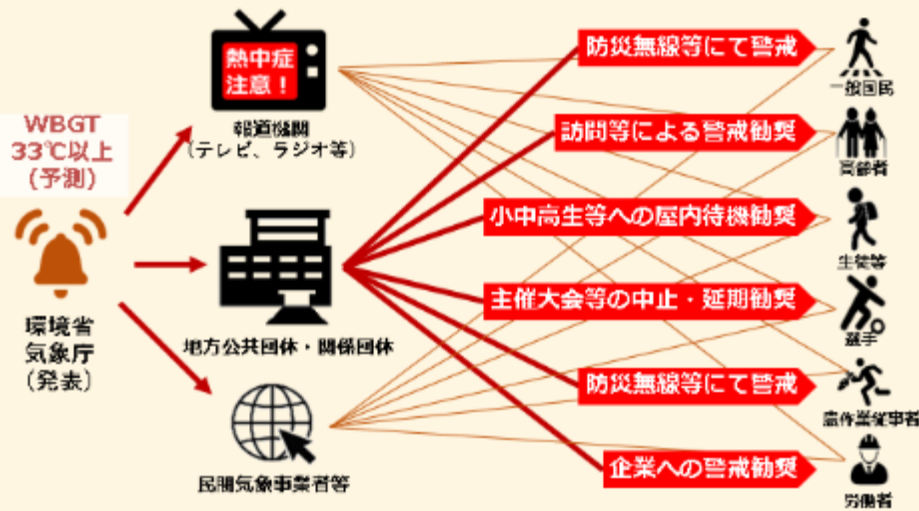 熱中症
注意！
報道機関
（テレビ、ラジオ等）
WBGT
33℃以上
(予測)
環境省
気象庁
（発表）
地方公共団体・関係団体
民間気象事業者等
防災無線等にて警戒
訪問等による警戒勧奨
小中高生等への屋内待機勧奨
主催大会等の中止・延期勧奨
防災無線等にて警戒
企業への警戒勧奨
一般国民
高齢者
生徒等
選手
農作業従事者
労働者